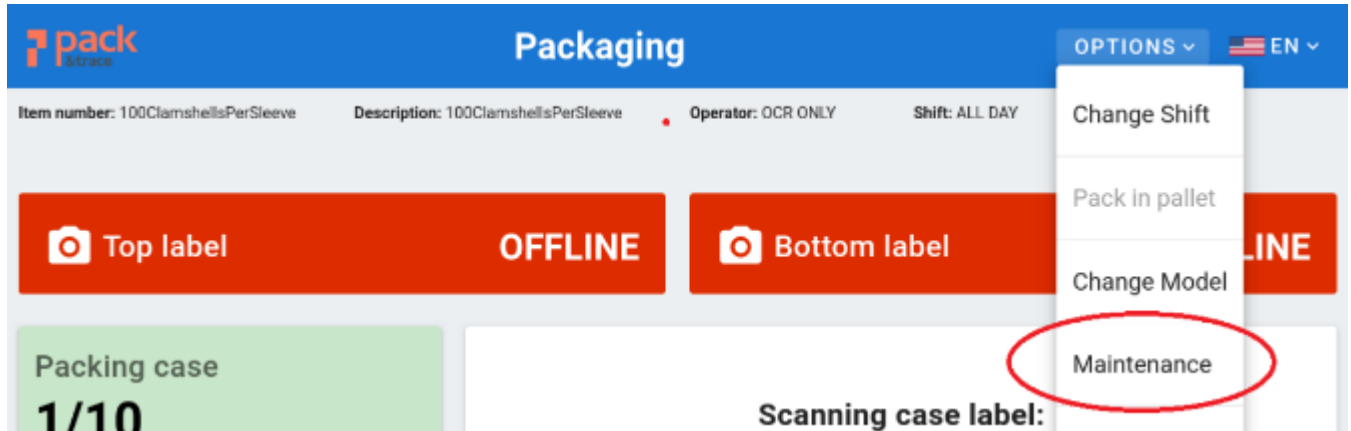 pack
&trace
Packaging
OPTIONS
EN
Item number: 100ClamshellsPerSleeve
Description: 100ClamshellsPerSleeve
Operator: OCR ONLY
Shift: ALL DAY
Change Shift
Pack in pallet
Change Model
Maintenance
Top label
OFFLINE
Bottom label
LINE
Packing case
1/10
Scanning case label: